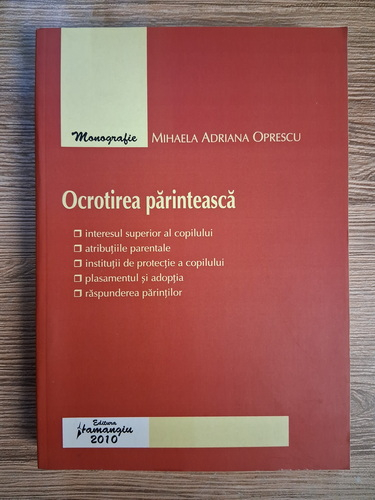 Monografie
MIHAELA ADRIANA OPRESCU
Ocrotirea părintească
❒ interesul superior al copilului
❒ atribuțiile parentale
❒ instituții de protecție a copilului
❒ plasamentul și adopția
❒ răspunderea părinților
Editura
Hamangiu
2010